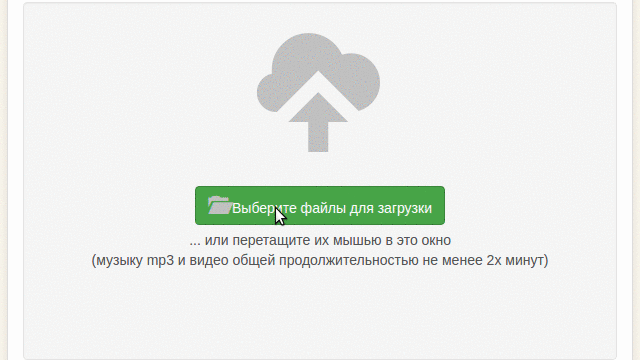 Выберите файлы для загрузки
... или перетащите их мышью в это окно
(музыку mp3 и видео общей продолжительностью не менее 2х минут)